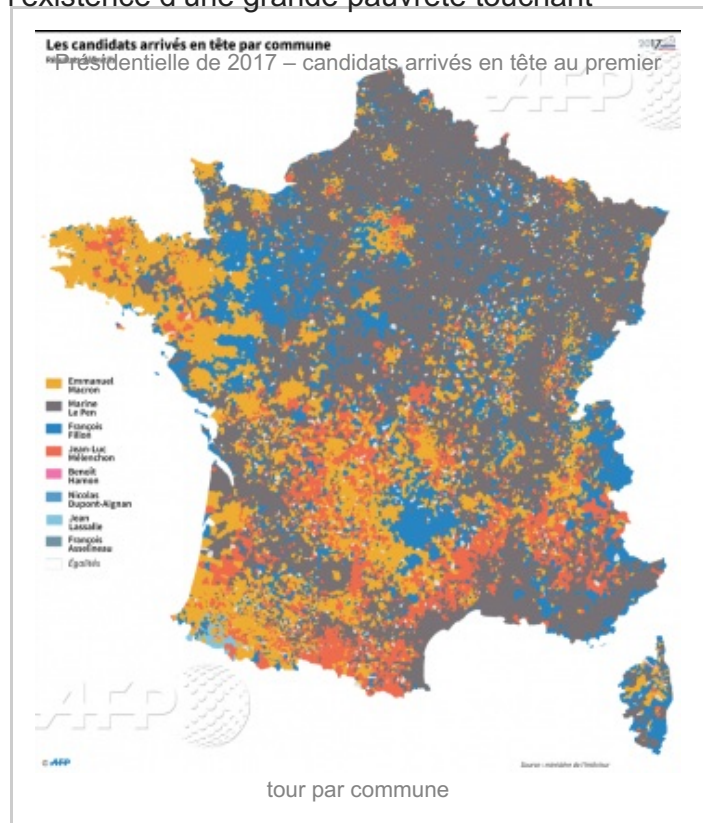 l'existence d'une grande pauvreté touchant
Les candidats arrivés en tête par commune
2017
Présidentielle de 2017 – candidats arrivés en tête au premier
AFP
Emmanuel
Macron
Marine
Le Pen
François
Fillon
Jean-Luc
Mélenchon
Benoît
Hamon
Nicolas
Dupont-Aignan
Jean
Lassalle
François
Asselineau
Égalités
AFP
© AFP
Source : ministère de l'Intérieur
tour par commune